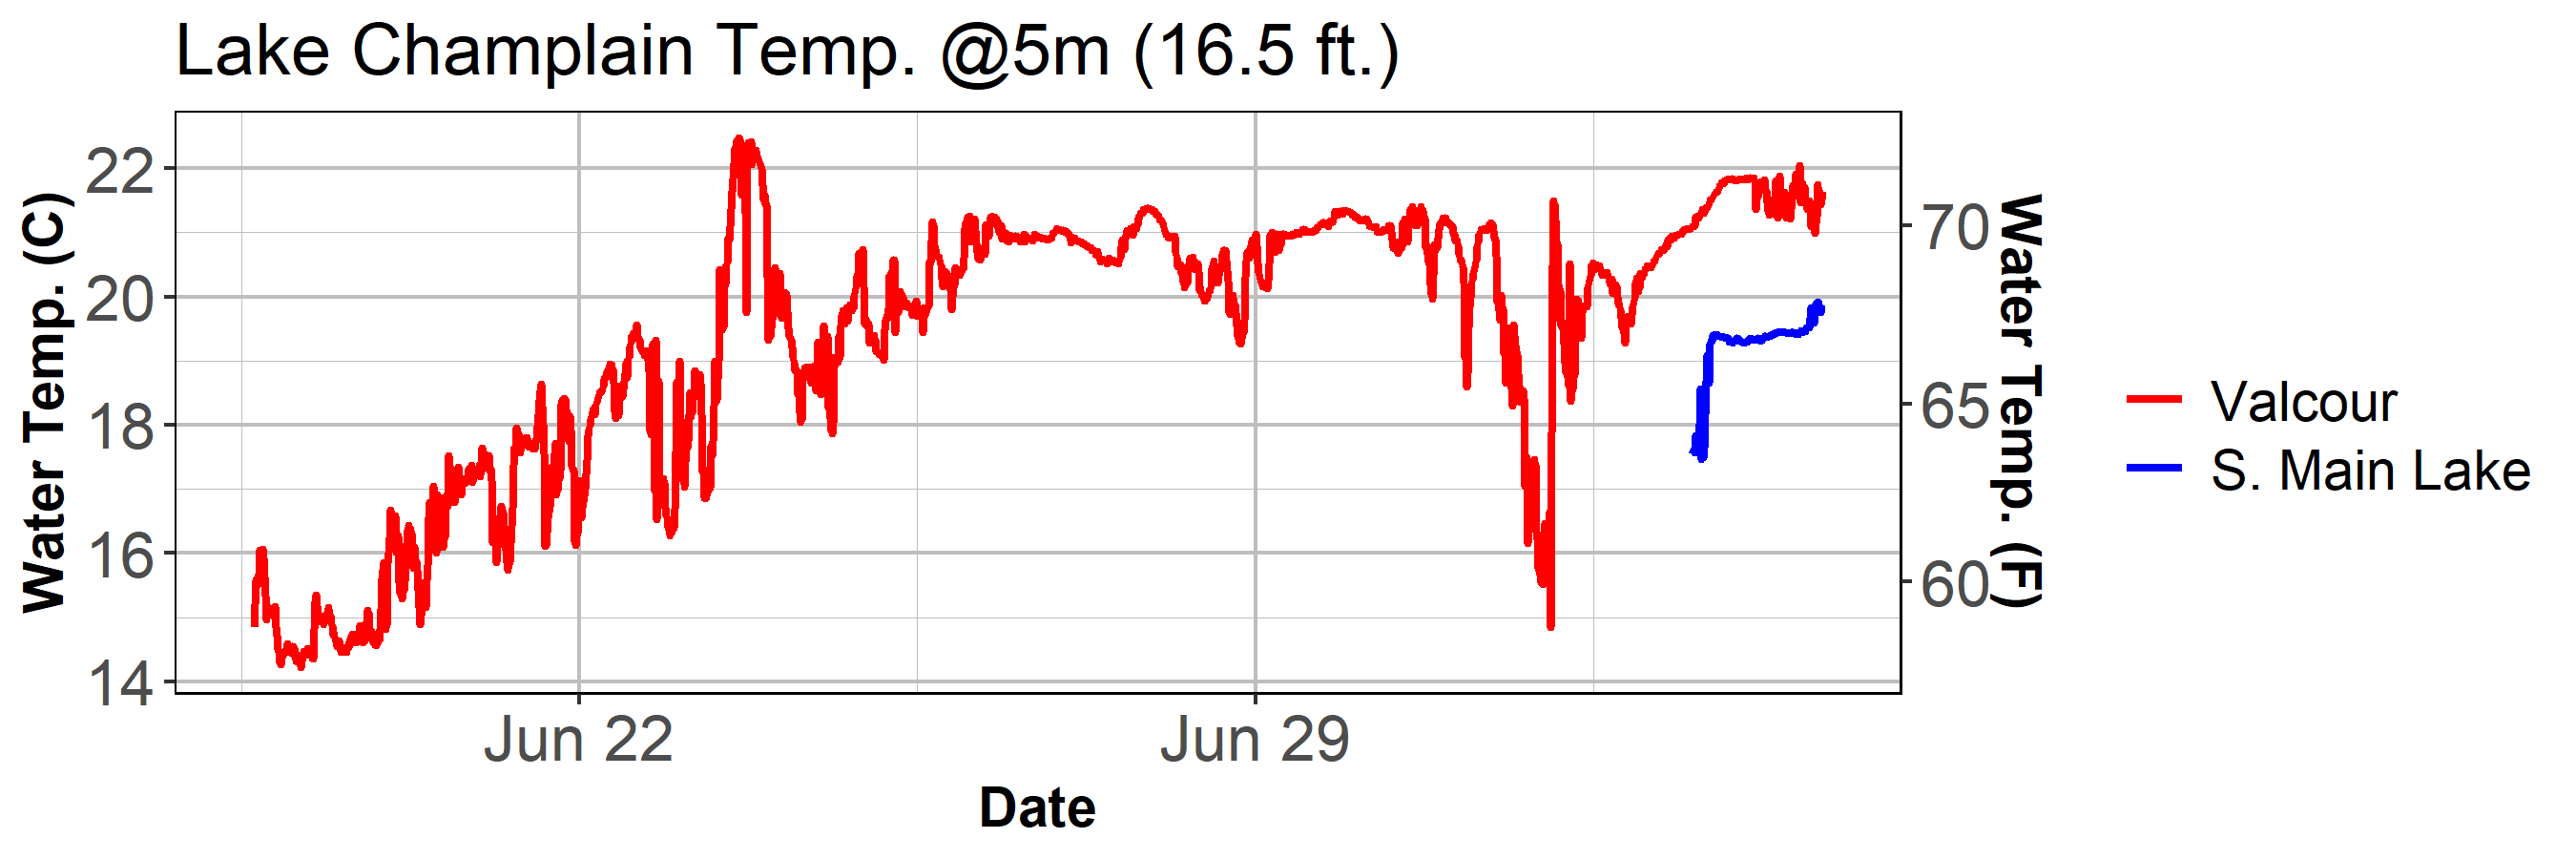 Lake Champlain Temp. @5m (16.5 ft.)
Water Temp. (C)
22
20
18
16
14
Jun 22
Jun 29
Date
70
65
60
Water Temp. (F)
Valcour
S. Main Lake